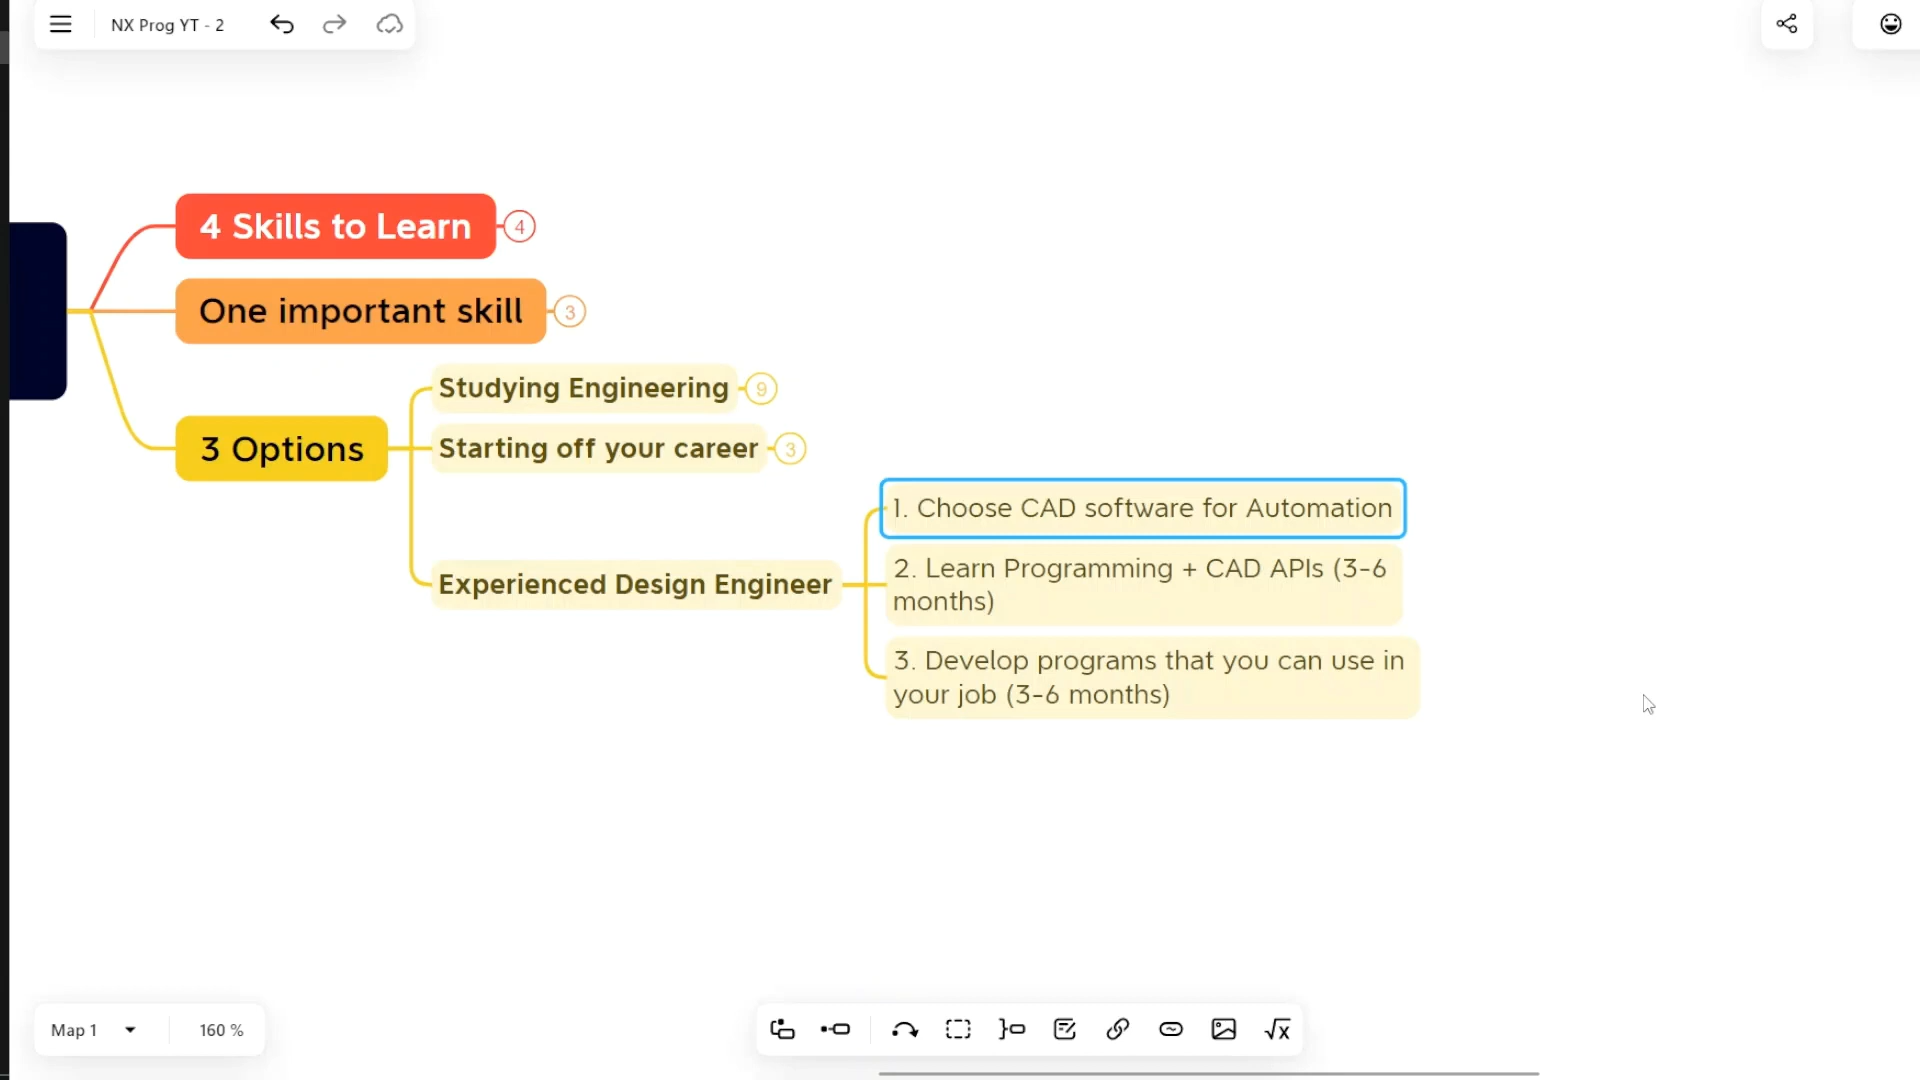 NX Prog YT - 2
4 Skills to Learn
4
One important skill
3
Studying Engineering
9
3 Options
Starting off your career
3
Experienced Design Engineer
1. Choose CAD software for Automation
2. Learn Programming + CAD APIs (3-6
months)
3. Develop programs that you can use in
your job (3-6 months)
Map 1
160 %